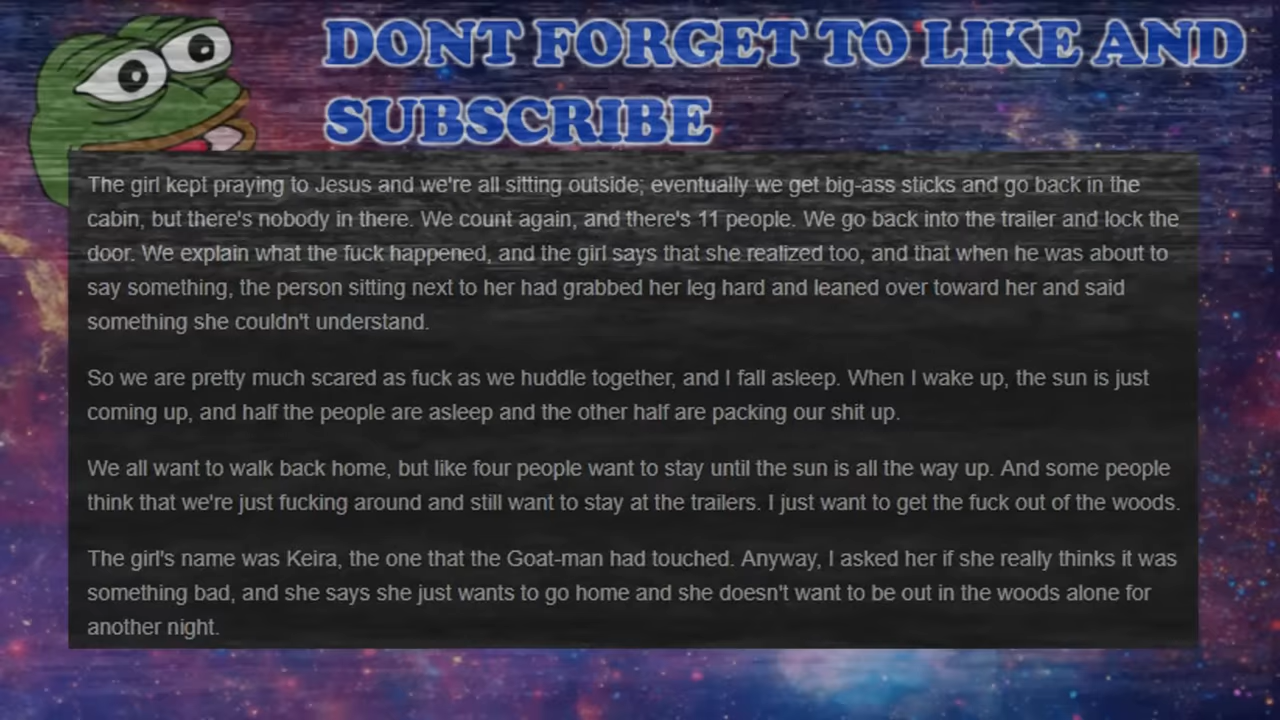 DONT FORGET TO LIKE AND
SUBSCRIBE
The girl kept praying to Jesus and we're all sitting outside; eventually we get big-ass sticks and go back in the
cabin, but there's nobody in there. We count again, and there's 11 people. We go back into the trailer and lock the
door. We explain what the fuck happened, and the girl says that she realized too, and that when he was about to
say something, the person sitting next to her had grabbed her leg hard and leaned over toward her and said
something she couldn't understand.
So we are pretty much scared as fuck as we huddle together, and I fall asleep. When I wake up, the sun is just
coming up, and half the people are asleep and the other half are packing our shit up.
We all want to walk back home, but like four people want to stay until the sun is all the way up. And some people
think that we're just fucking around and still want to stay at the trailers. I just want to get the fuck out of the woods.
The girl's name was Keira, the one that the Goat-man had touched. Anyway, I asked her if she really thinks it was
something bad, and she says she just wants to go home and she doesn't want to be out in the woods alone for
another night.